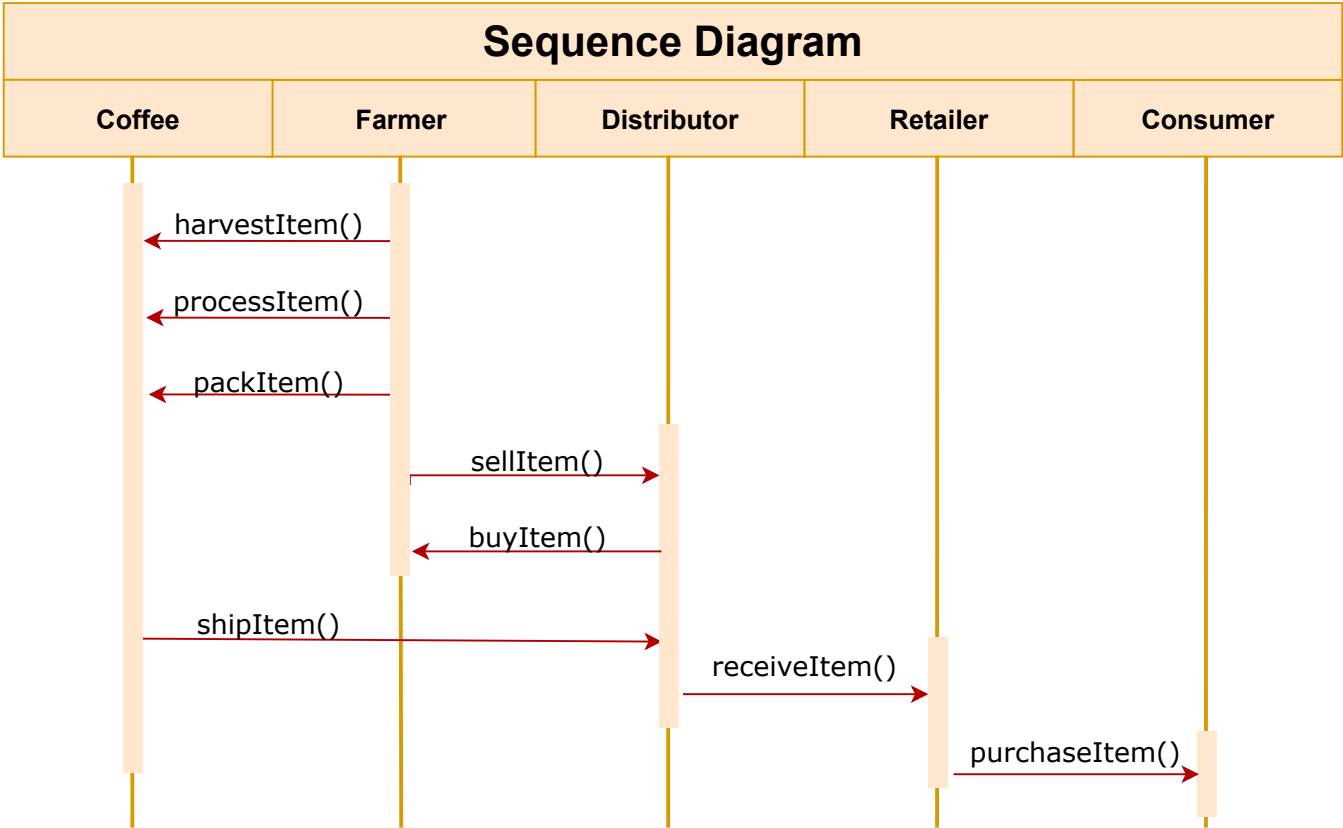 Sequence Diagram
Coffee Farmer Distributor Retailer Consumer
harvestItem()
processItem()
packItem()
sellItem()
buyItem()
shipItem()
receiveItem()
purchaseItem()